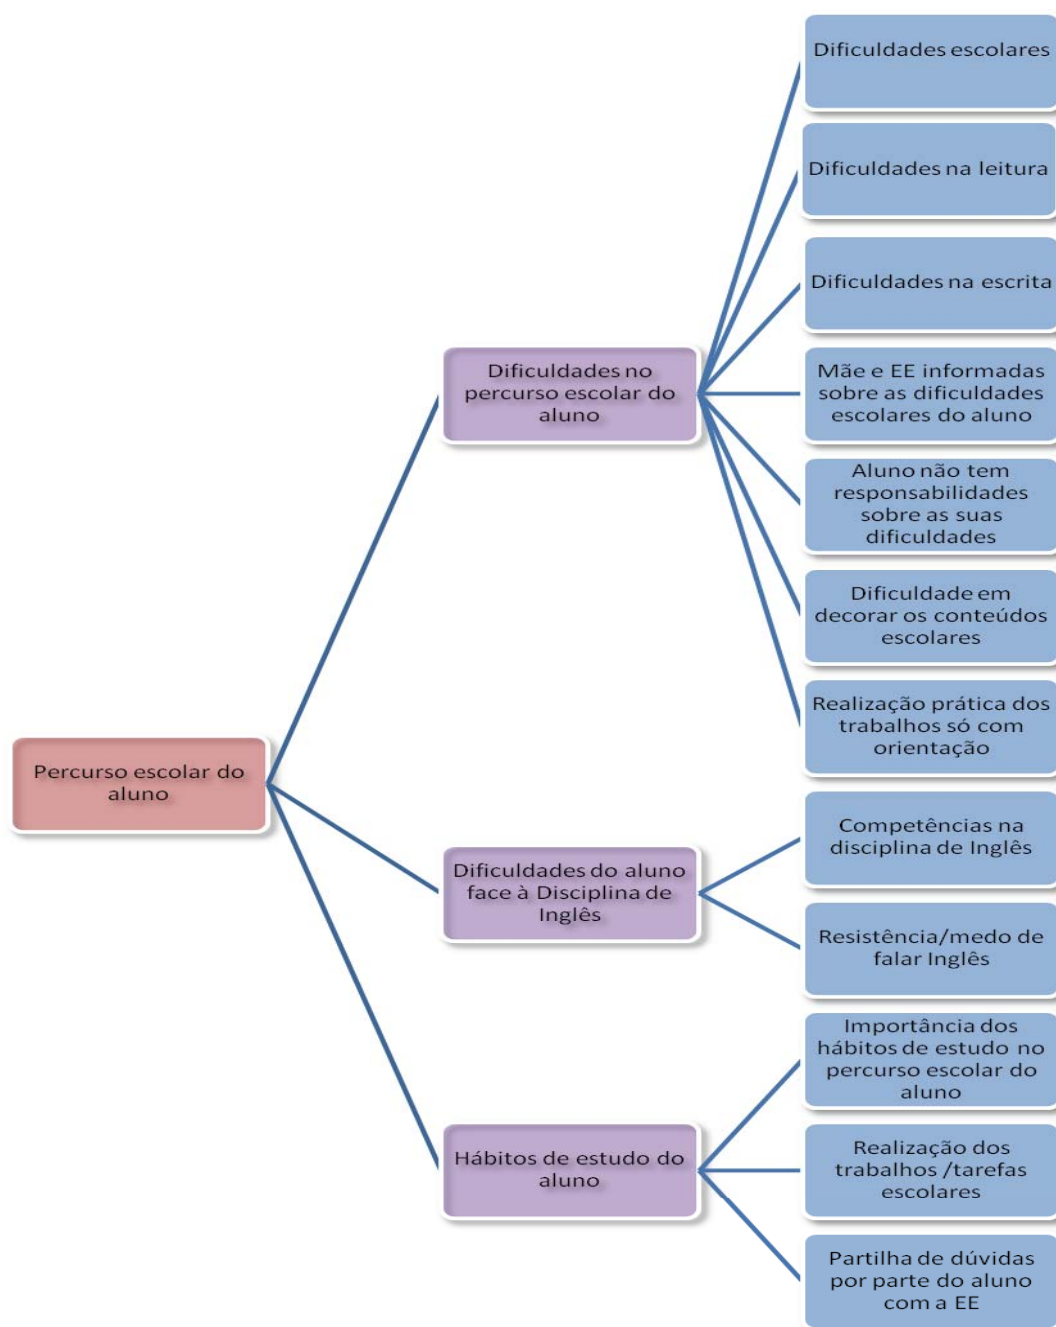 Percurso escolar do
aluno
Dificuldades no
percurso escolar do
aluno
Dificuldades escolares
Dificuldades na leitura
Dificuldades na escrita
Mãe e EE informadas
sobre as dificuldades
escolares do aluno
Aluno não tem
responsabilidades
sobre as suas
dificuldades
Dificuldade em
decorar os conteúdos
escolares
Realização prática dos
trabalhos só com
orientação
Dificuldades do aluno
face à Disciplina de
Inglês
Competências na
disciplina de Inglês
Resistência/medo de
falar Inglês
Hábitos de estudo do
aluno
Importância dos
hábitos de estudo no
percurso escolar do
aluno
Realização dos
trabalhos /tarefas
escolares
Partilha de dúvidas
por parte do aluno
com a EE